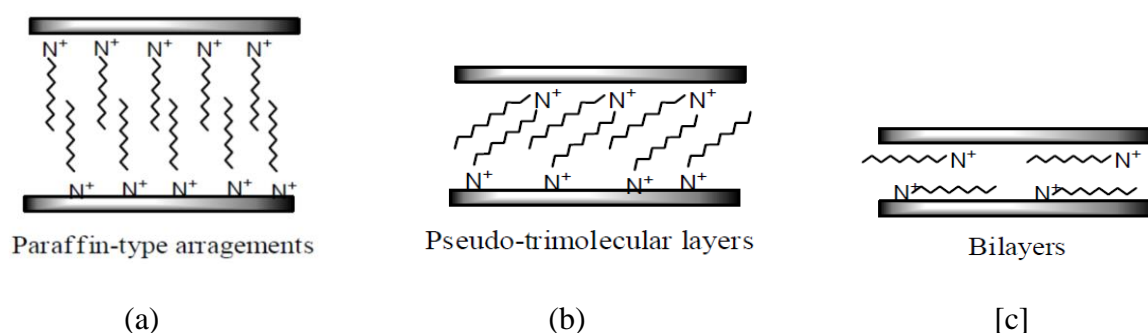 N⁺ N⁺ N⁺ N⁺ N⁺
N⁺ N⁺ N⁺ N⁺ N⁺
Paraffin-type arragements
(a)
N⁺ N⁺ N⁺
N⁺ N⁺ N⁺ N⁺
Pseudo-trimolecular layers
(b)
N⁺ N⁺
N⁺ N⁺
Bilayers
[c]